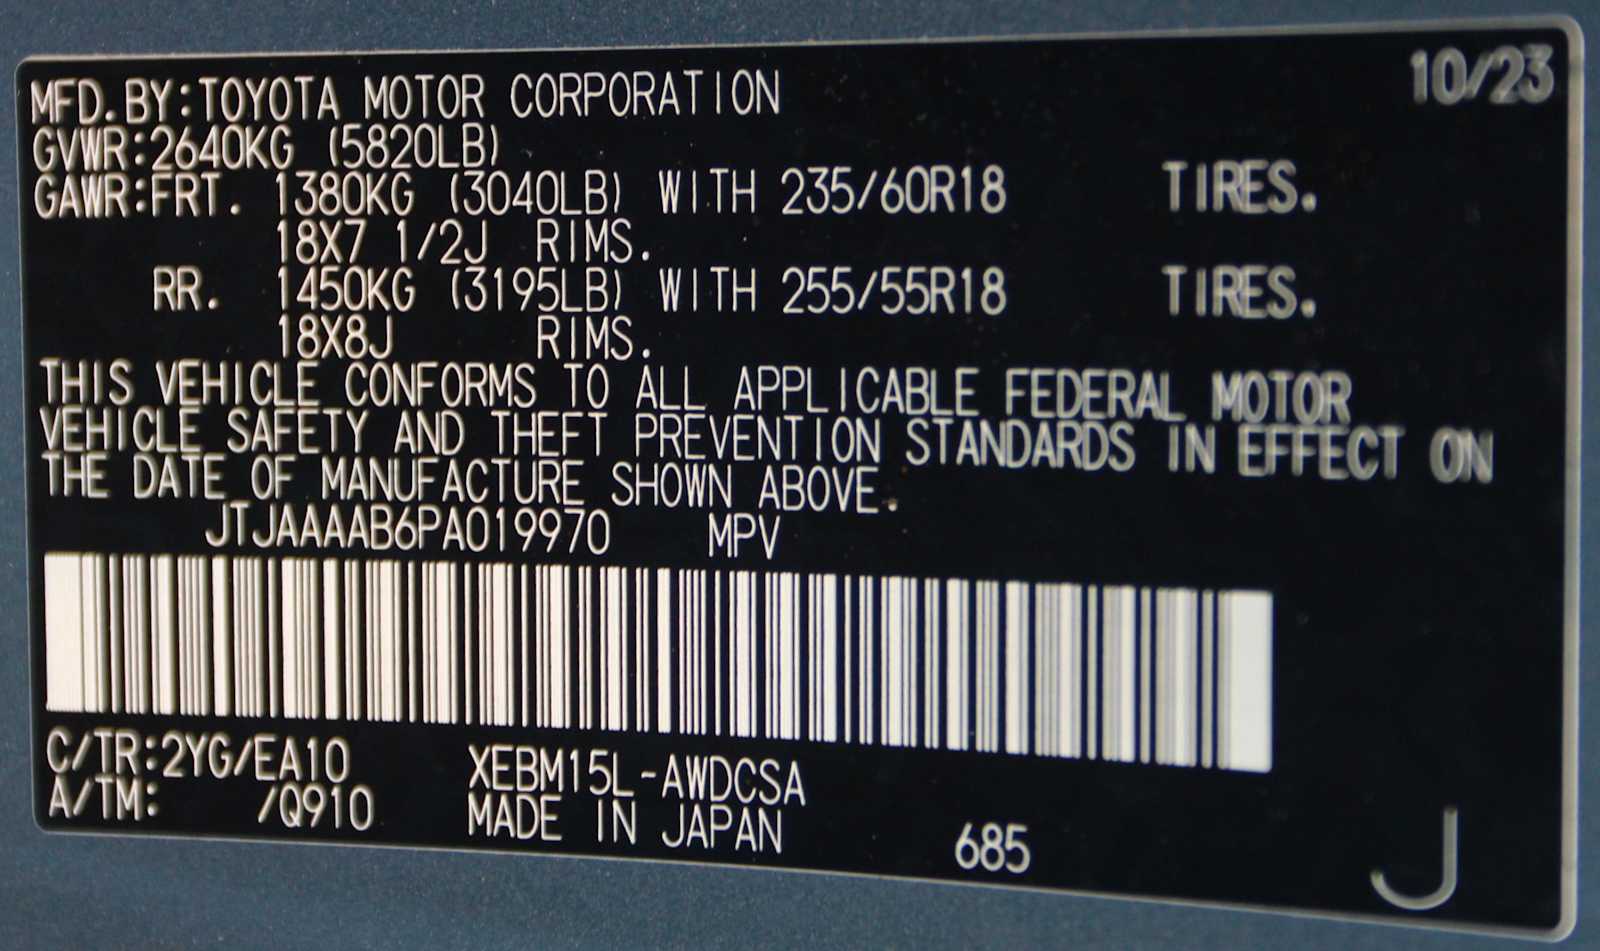 MFD.BY:TOYOTA MOTOR CORPORATION 10/23
GVWR:2640KG (5820LB)
GAWR:FRT. 1380KG (3040LB) WITH 235/60R18 TIRES.
18X7 1/2J RIMS.
RR. 1450KG (3195LB) WITH 255/55R18 TIRES.
18X8J RIMS.
THIS VEHICLE CONFORMS TO ALL APPLICABLE FEDERAL MOTOR
VEHICLE SAFETY AND THEFT PREVENTION STANDARDS IN EFFECT ON
THE DATE OF MANUFACTURE SHOWN ABOVE.
JTJAAAAB6PA019970 MPV
C/TR:2YG/EA10 XEBM15L-AWDCSA
A/TM: /Q910 MADE IN JAPAN 685 J